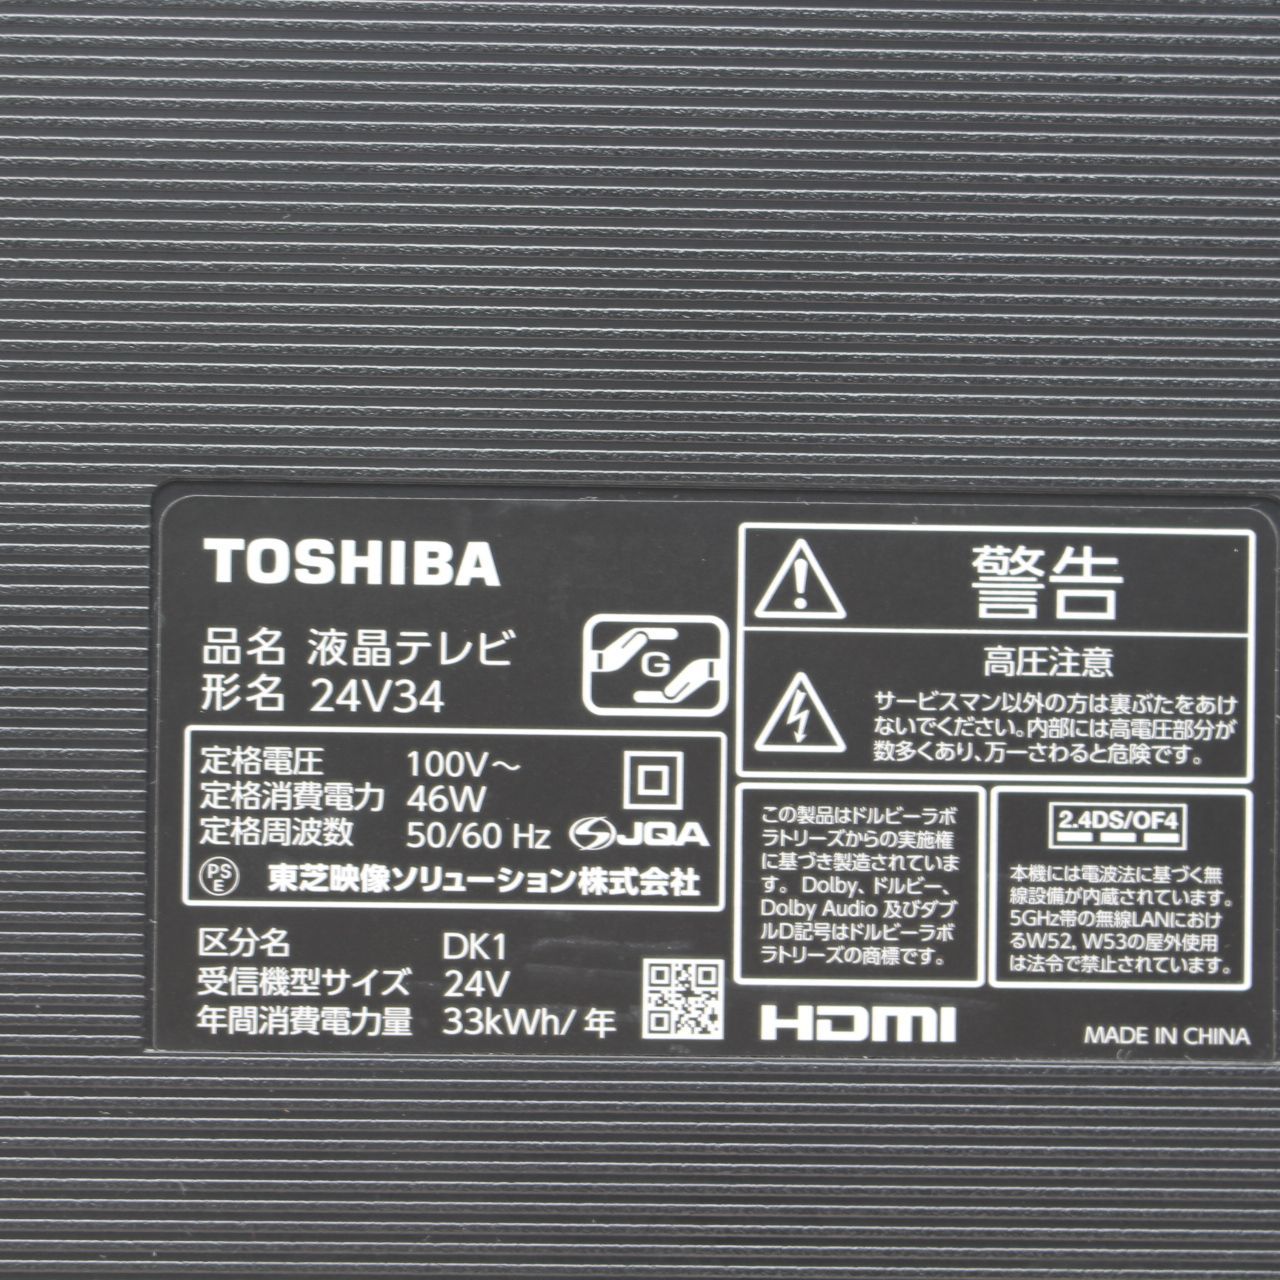 TOSHIBA
品名 液晶テレビ
形名 24V34
G
定格電圧 100V～
定格消費電力 46W
定格周波数 50/60 Hz
JQA
PS
E
東芝映像ソリューション株式会社
区分名 DK1
受信機型サイズ 24V
年間消費電力量 33kWh/年
警告
高圧注意
サービスマン以外の方は裏ぶたをあけ
ないでください。内部には高電圧部分が
数多くあり、万一さわると危険です。
この製品はドルビーラボ
ラトリーズからの実施権
に基づき製造されていま
す。Dolby、ドルビー、
Dolby Audio 及びダブ
ルD記号はドルビーラボ
ラトリーズの商標です。
2.4DS/OF4
本機には電波法に基づく無
線設備が内蔵されています。
5GHz帯の無線LANにおけ
るW52, W53の屋外使用
は法令で禁止されています。
HDMI
MADE IN CHINA